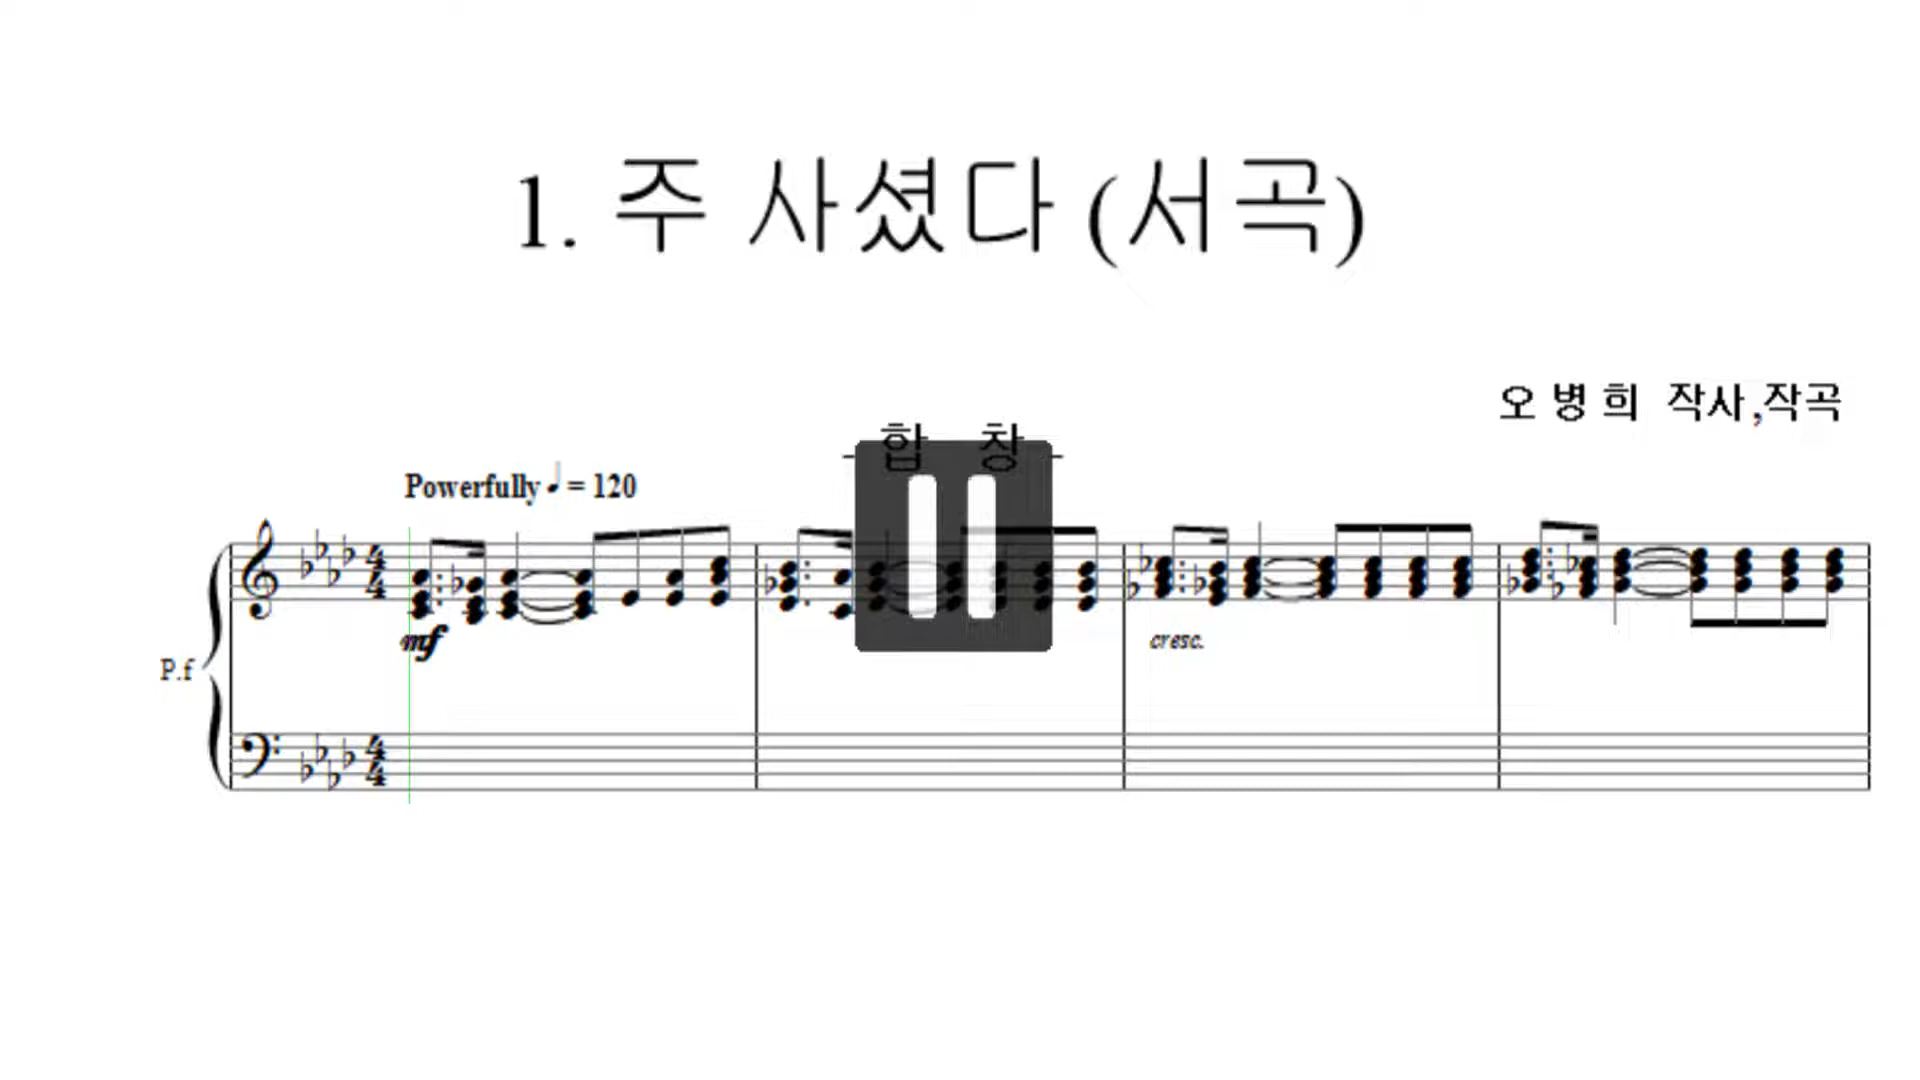 1. 주 사셨다 (서곡)
오 병 희 작사,작곡
- 합 창 -
Powerfully ♩= 120
mf
cresc.
P.f